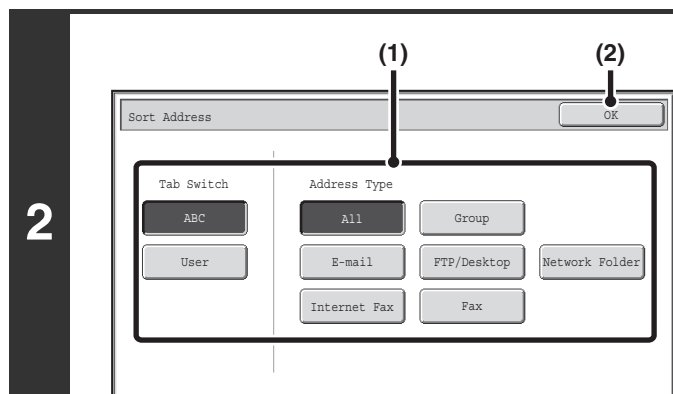 (1) (2)
Sort Address OK
Tab Switch Address Type
2 ABC All Group
User E-mail FTP/Desktop Network Folder
Internet Fax Fax